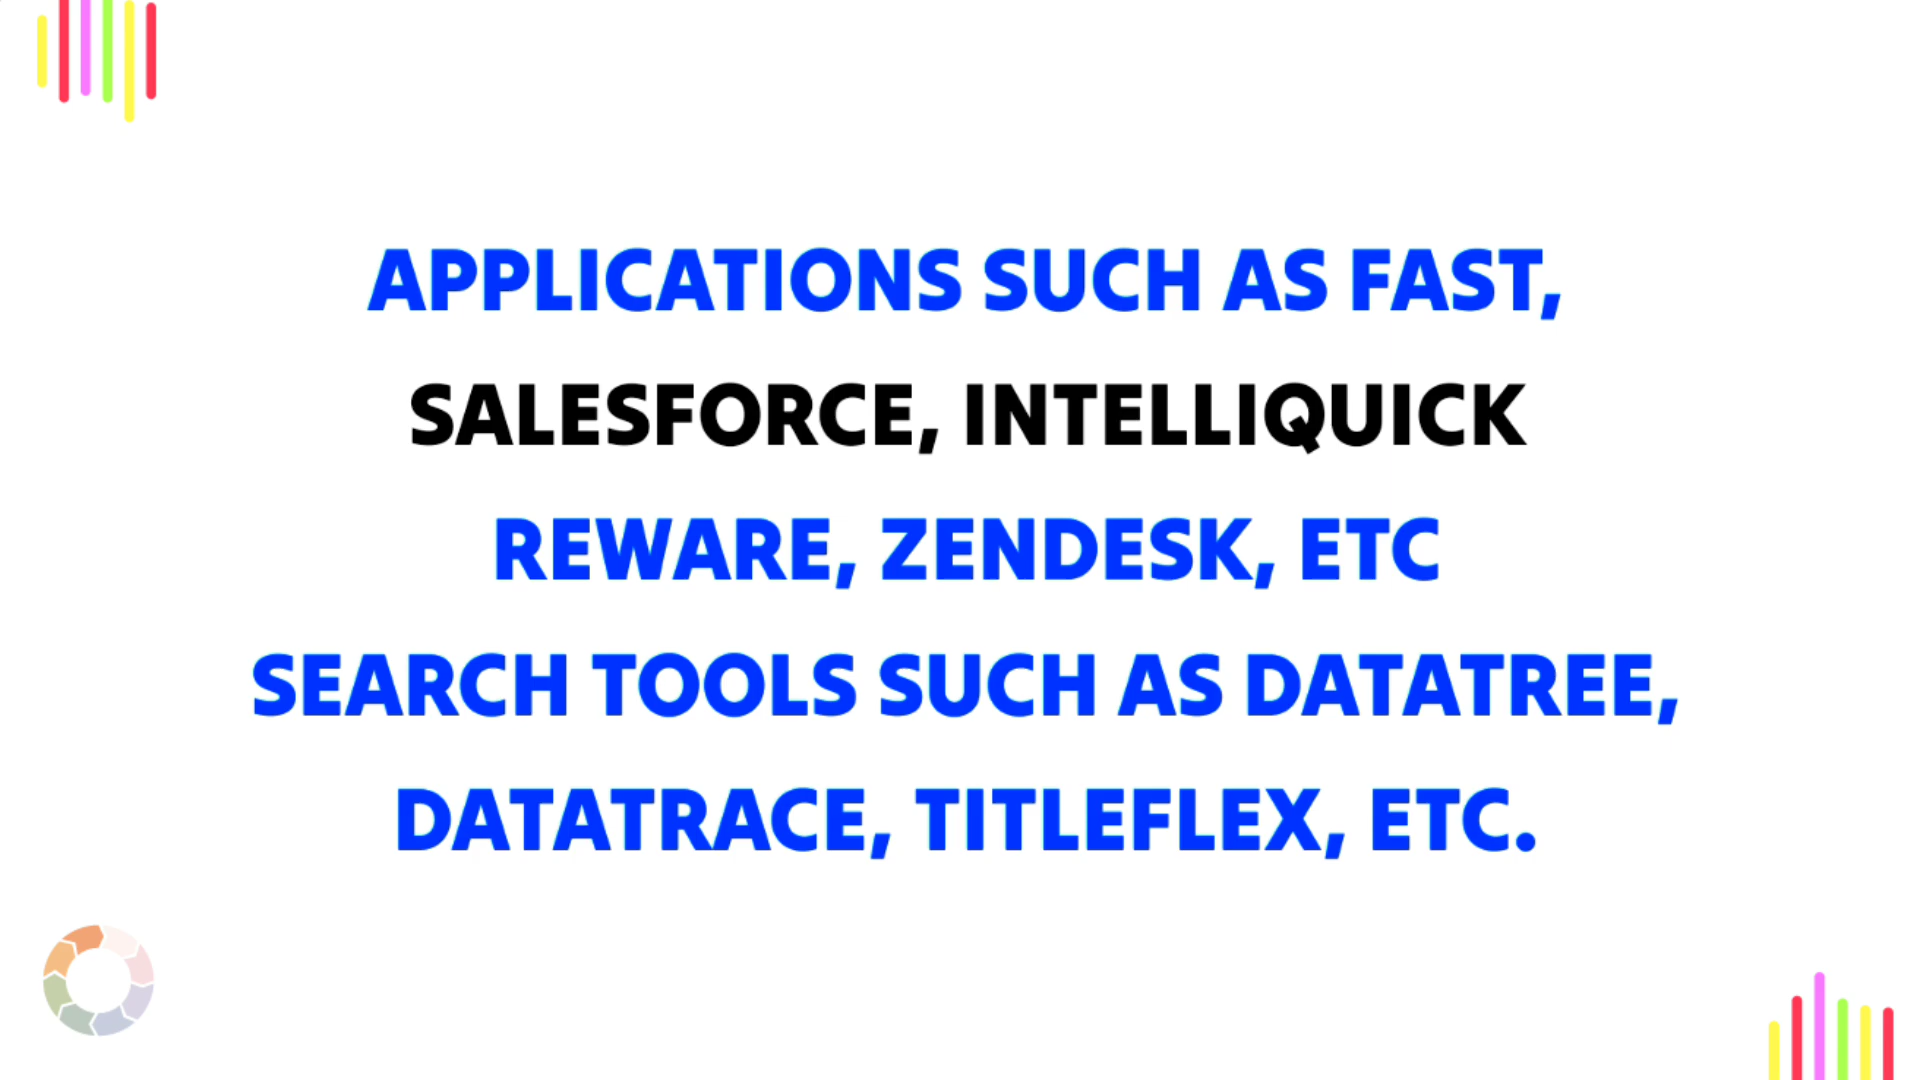 APPLICATIONS SUCH AS FAST,
SALESFORCE, INTELLIQUICK
REWARE, ZENDESK, ETC
SEARCH TOOLS SUCH AS DATATREE,
DATATRACE, TITLEFLEX, ETC.